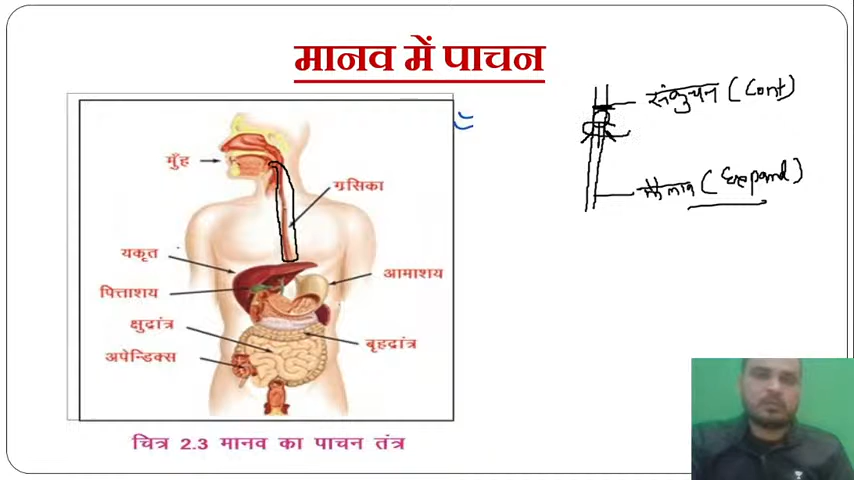 मानव में पाचन
संकुचन (Cont)
मुँह
ग्रसिका
फैलाव (Expand)
यकृत
आमाशय
पित्ताशय
क्षुद्रांत्र
बृहदांत्र
अपेन्डिक्स
चित्र 2.3 मानव का पाचन तंत्र